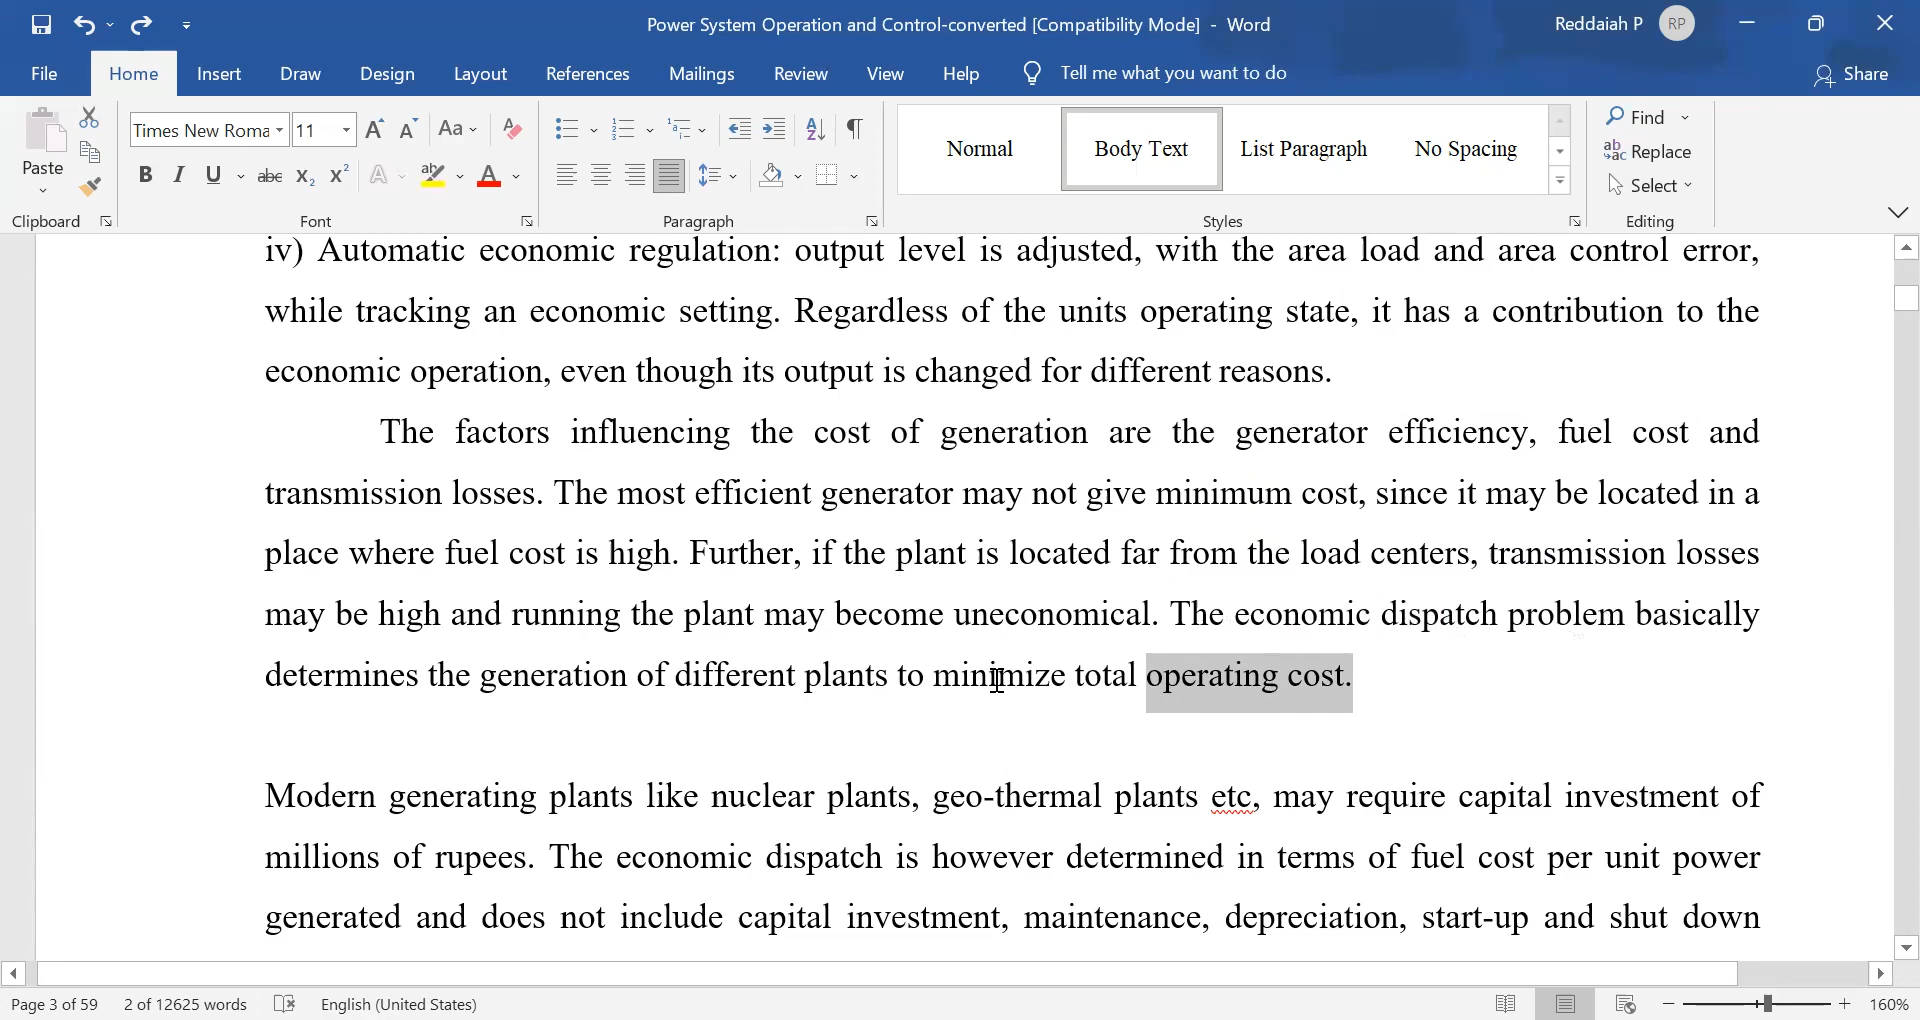 Power System Operation and Control-converted [Compatibility Mode] - Word
Reddaiah P
RP
File Home Insert Draw Design Layout References Mailings Review View Help Tell me what you want to do
Share
Paste
Times New Roma 11
Normal Body Text List Paragraph No Spacing
Find
Replace
Select
Clipboard Font Paragraph Styles Editing
iv) Automatic economic regulation: output level is adjusted, with the area load and area control error,
while tracking an economic setting. Regardless of the units operating state, it has a contribution to the
economic operation, even though its output is changed for different reasons.
The factors influencing the cost of generation are the generator efficiency, fuel cost and
transmission losses. The most efficient generator may not give minimum cost, since it may be located in a
place where fuel cost is high. Further, if the plant is located far from the load centers, transmission losses
may be high and running the plant may become uneconomical. The economic dispatch problem basically
determines the generation of different plants to minimize total operating cost.
Modern generating plants like nuclear plants, geo-thermal plants etc, may require capital investment of
millions of rupees. The economic dispatch is however determined in terms of fuel cost per unit power
generated and does not include capital investment, maintenance, depreciation, start-up and shut down
Page 3 of 59 2 of 12625 words English (United States) 160%